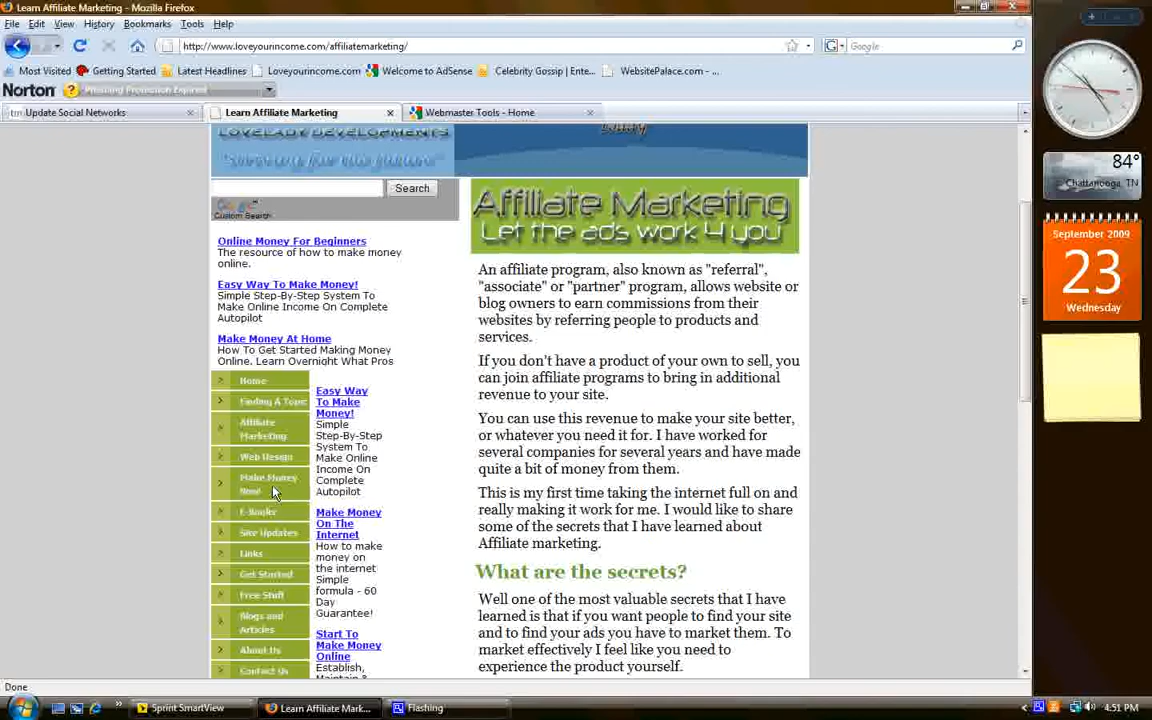 Learn Affiliate Marketing - Mozilla Firefox
File Edit View History Bookmarks Tools Help
http://www.loveyourincome.com/affiliatemarketing/
Google
Most Visited Getting Started Latest Headlines Loveyourincome.com Welcome to AdSense Celebrity Gossip | Ente... WebsitePalace.com - ...
Norton Phishing Protection Expired
Update Social Networks
Learn Affiliate Marketing
Webmaster Tools - Home
LOVELADY DEVELOPMENTS
Search
Google
Custom Search
Online Money For Beginners
The resource of how to make money
online.
Easy Way To Make Money!
Simple Step-By-Step System To
Make Online Income On Complete
Autopilot
Make Money At Home
How To Get Started Making Money
Online. Learn Overnight What Pros
Home
Finding A Topic
Affiliate
Marketing
Web Design
Make Money
Now!
E-Books
Site Updates
Links
Get Started
Free Stuff
Blogs and
Articles
About Us
Contact Us
Easy Way
To Make
Money!
Simple
Step-By-Step
System To
Make Online
Income On
Complete
Autopilot
Make Money
On The
Internet
How to make
money on
the internet
Simple
formula - 60
Day
Guarantee!
Start To
Make Money
Online
Establish,
Maintain &
Affiliate Marketing
Let the ads work 4 you
An affiliate program, also known as "referral",
"associate" or "partner" program, allows website or
blog owners to earn commissions from their
websites by referring people to products and
services.
If you don't have a product of your own to sell, you
can join affiliate programs to bring in additional
revenue to your site.
You can use this revenue to make your site better,
or whatever you need it for. I have worked for
several companies for several years and have made
quite a bit of money from them.
This is my first time taking the internet full on and
really making it work for me. I would like to share
some of the secrets that I have learned about
Affiliate marketing.
What are the secrets?
Well one of the most valuable secrets that I have
learned is that if you want people to find your site
and to find your ads you have to market them. To
market effectively I feel like you need to
experience the product yourself.
84°
Chattanooga, TN
September 2009
23
Wednesday
Done
Sprint SmartView
Learn Affiliate Mark...
Flashing
4:51 PM